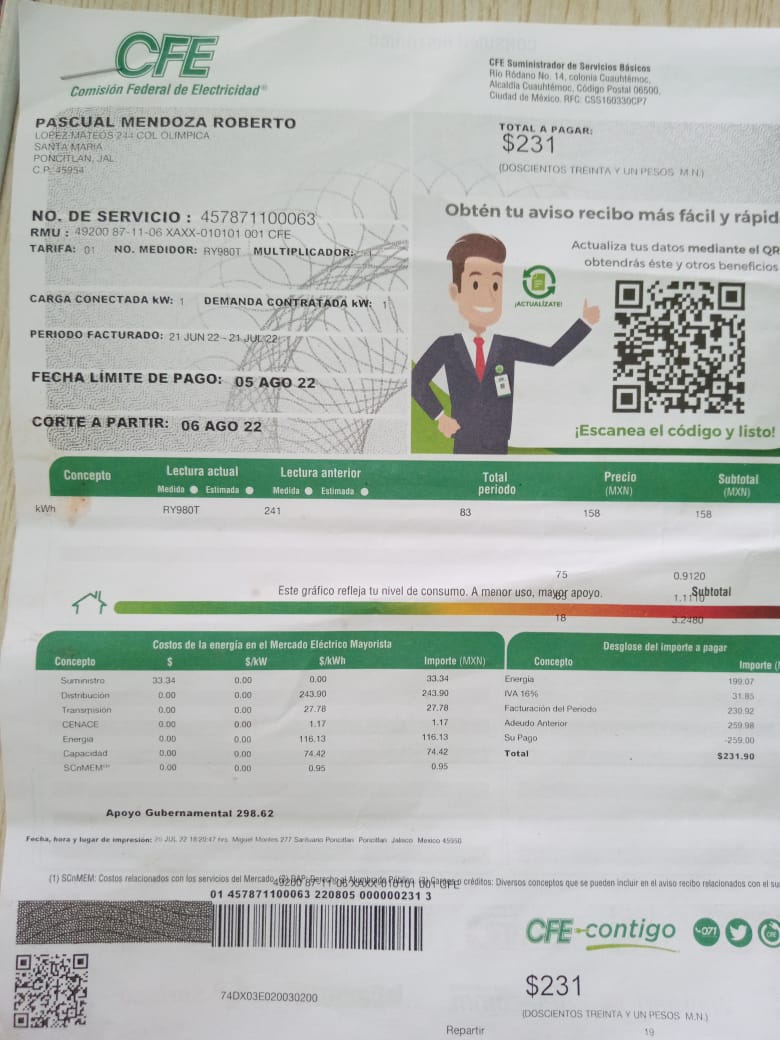 CFE
Comisión Federal de Electricidad®
CFE Suministrador de Servicios Básicos
Río Ródano No. 14, colonia Cuauhtémoc,
Alcaldía Cuauhtémoc, Código Postal 06500,
Ciudad de México. RFC: CSS160330CP7
PASCUAL MENDOZA ROBERTO
LOPEZ MATEOS 244 COL OLIMPICA
SANTA MARIA
PONCITLAN, JAL.
C.P. 45954
TOTAL A PAGAR:
$231
(DOSCIENTOS TREINTA Y UN PESOS M.N.)
NO. DE SERVICIO : 457871100063
RMU : 49200 87-11-06 XAXX-010101 001 CFE
TARIFA: 01 NO. MEDIDOR: RY980T MULTIPLICADOR:
CARGA CONECTADA kW: 1 DEMANDA CONTRATADA kW: 1
PERIODO FACTURADO: 21 JUN 22 - 21 JUL 22
FECHA LÍMITE DE PAGO: 05 AGO 22
CORTE A PARTIR: 06 AGO 22
Obtén tu aviso recibo más fácil y rápid
Actualiza tus datos mediante el QR
obtendrás éste y otros beneficios
¡ACTUALÍZATE!
¡Escanea el código y listo!
Concepto Lectura actual Lectura anterior Total periodo Precio (MXN) Subtotal (MXN)
Medida Estimada Medida Estimada
kWh RY980T 241 83 158 158
75 0.9120
Este gráfico refleja tu nivel de consumo. A menor uso, mayor apoyo. Subtotal
18 3.2480
Costos de la energía en el Mercado Eléctrico Mayorista
Concepto $ $/kW $/kWh Importe (MXN)
Suministro 33.34 0.00 0.00 33.34
Distribución 0.00 0.00 243.90 243.90
Transmisión 0.00 0.00 27.78 27.78
CENACE 0.00 0.00 1.17 1.17
Energía 0.00 0.00 116.13 116.13
Capacidad 0.00 0.00 74.42 74.42
SCnMEM(1) 0.00 0.00 0.95 0.95
Desglose del importe a pagar
Concepto Importe (
Energía 199.07
IVA 16% 31.85
Facturación del Periodo 230.92
Adeudo Anterior 259.98
Su Pago -259.00
Total $231.90
Apoyo Gubernamental 298.62
Fecha, hora y lugar de impresión: JUL 22 18:20:47 hrs. Miguel Montes 277 Santuario Poncitlan Poncitlan Jalisco Mexico 45950
(1) SCnMEM: Costos relacionados con los servicios del Mercado. (2) DAP: Derecho al Alumbrado Público. (3) Cargos o créditos: Diversos conceptos que se pueden incluir en el aviso recibo relacionados con el su
49200 87-11-06 XAXX-010101 001 CFE
01 457871100063 220805 000000231 3
CFE contigo
071
CFE
74DX03E020030200
$231
(DOSCIENTOS TREINTA Y UN PESOS M.N.)
Repartir 19